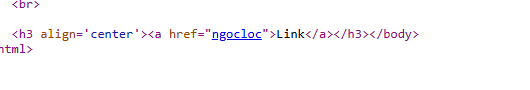 <br>
<h3 align='center'><a href="ngocloc">Link</a></h3></body>
html>